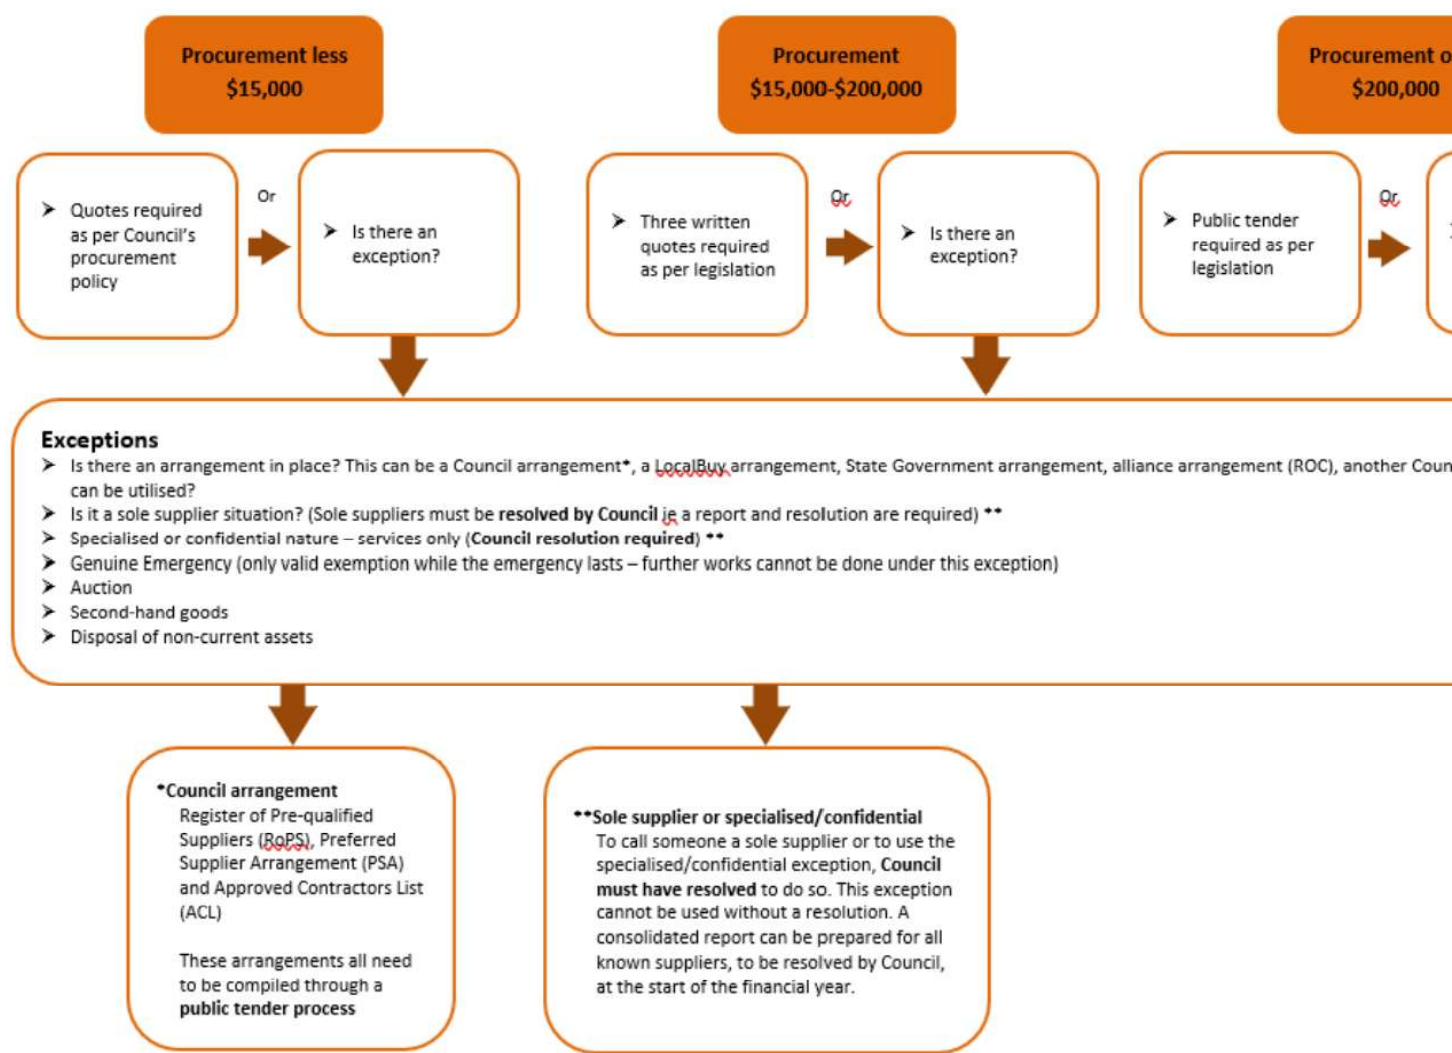 Procurement less
$15,000
Procurement
$15,000-$200,000
Procurement o
$200,000
➤ Quotes required
as per Council's
procurement
policy
Or
➤ Is there an
exception?
➤ Three written
quotes required
as per legislation
Or
➤ Is there an
exception?
➤ Public tender
required as per
legislation
Or
Exceptions
➤ Is there an arrangement in place? This can be a Council arrangement*, a LocalBuy arrangement, State Government arrangement, alliance arrangement (ROC), another Coun
can be utilised?
➤ Is it a sole supplier situation? (Sole suppliers must be resolved by Council ie a report and resolution are required) **
➤ Specialised or confidential nature – services only (Council resolution required) **
➤ Genuine Emergency (only valid exemption while the emergency lasts – further works cannot be done under this exception)
➤ Auction
➤ Second-hand goods
➤ Disposal of non-current assets
*Council arrangement
Register of Pre-qualified
Suppliers (RoPS), Preferred
Supplier Arrangement (PSA)
and Approved Contractors List
(ACL)
These arrangements all need
to be compiled through a
public tender process
**Sole supplier or specialised/confidential
To call someone a sole supplier or to use the
specialised/confidential exception, Council
must have resolved to do so. This exception
cannot be used without a resolution. A
consolidated report can be prepared for all
known suppliers, to be resolved by Council,
at the start of the financial year.